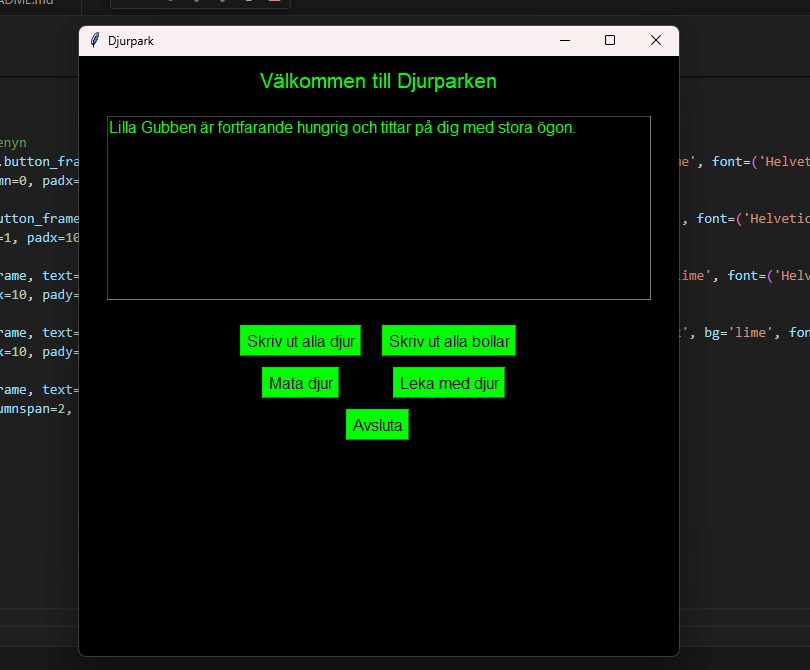 ADME.md
Djurpark
Välkommen till Djurparken
Lilla Gubben är fortfarande hungrig och tittar på dig med stora ögon.
enyn
.button_fra e', font=('Helvet
mn=0, padx=
utton_frame , font=('Helvetic
=1, padx=10
rame, text= ime', font=('Helv
x=10, pady=
rame, text= ', bg='lime', fon
x=10, pady=
rame, text=
umnspan=2,
Skriv ut alla djur Skriv ut alla bollar
Mata djur Leka med djur
Avsluta